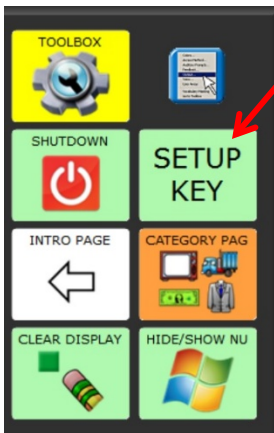 TOOLBOX
SHUTDOWN
SETUP
KEY
INTRO PAGE
CATEGORY PAG
CLEAR DISPLAY
HIDE/SHOW NU